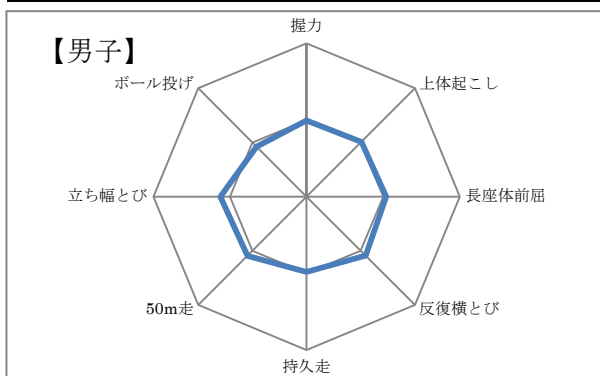 【男子】
握力
上体起こし
長座体前屈
反復横とび
持久走
50m走
立ち幅とび
ボール投げ